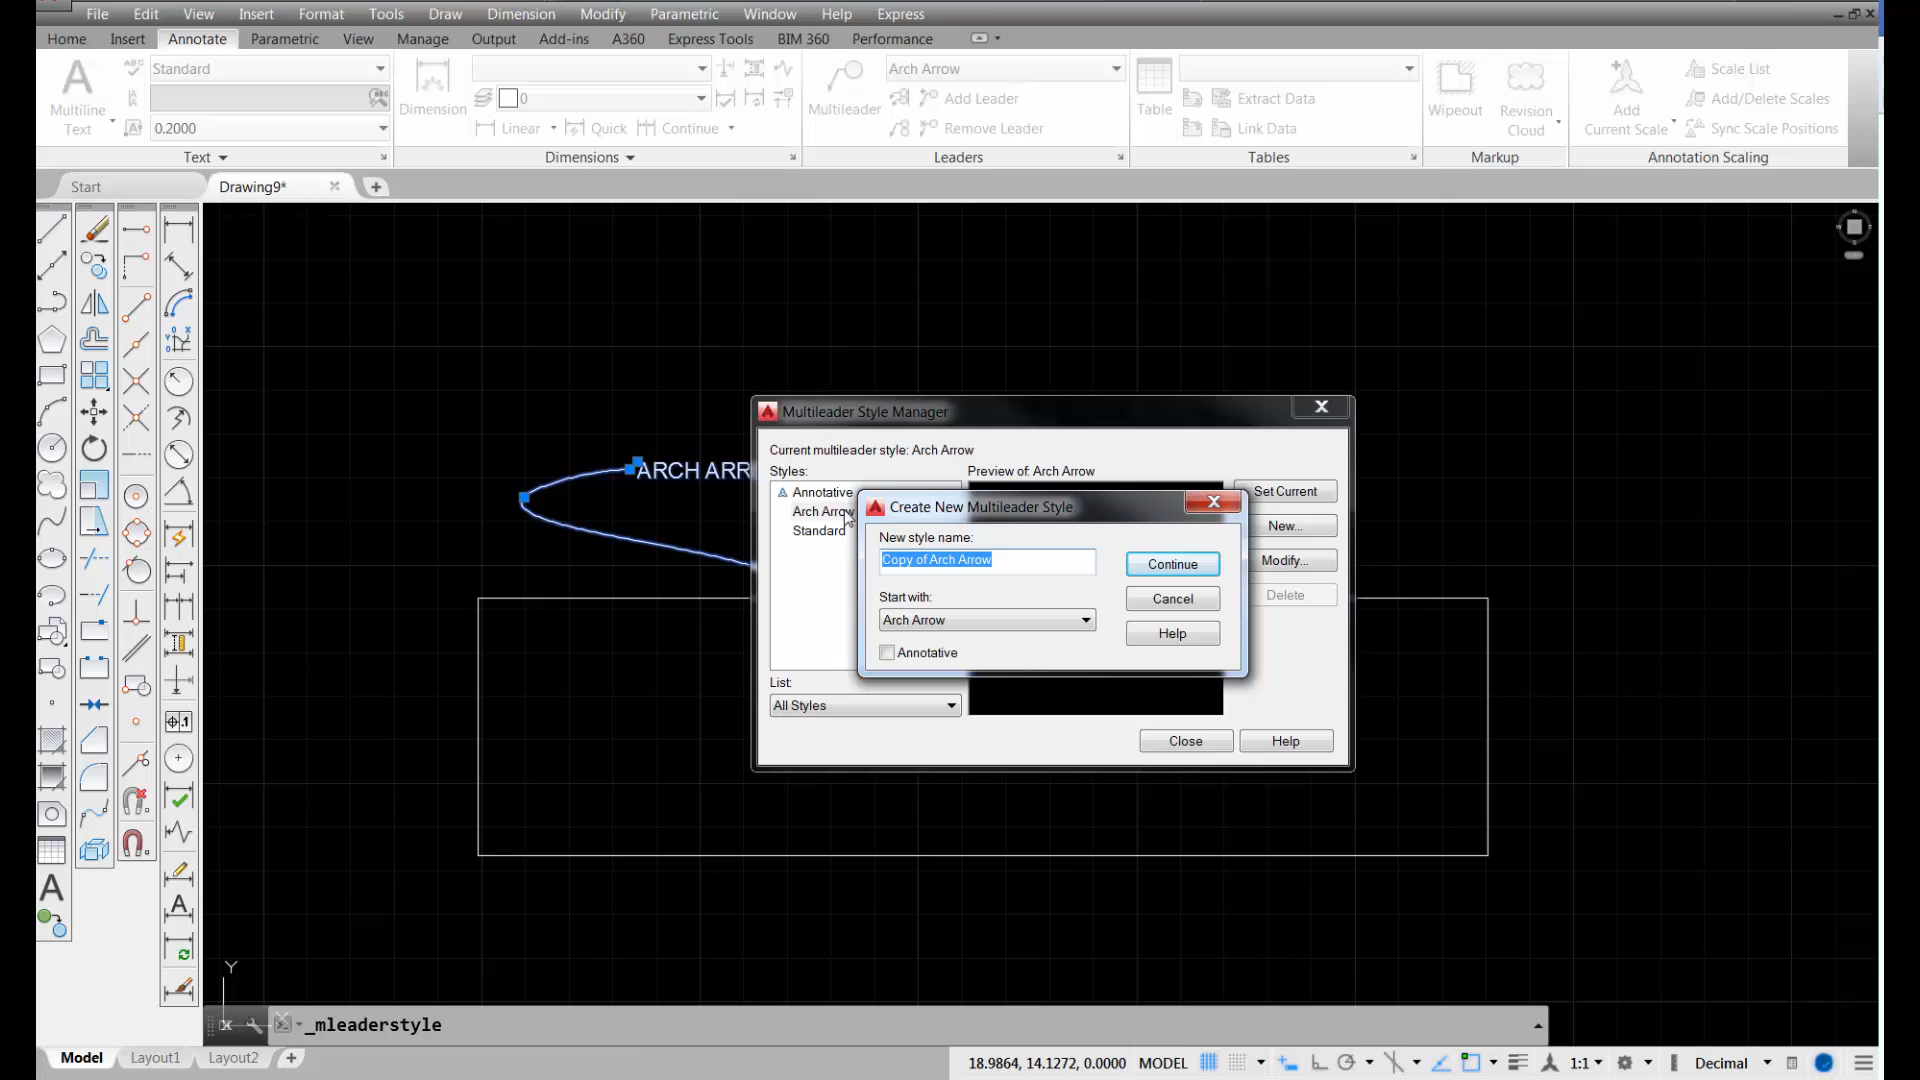 File Edit View Insert Format Tools Draw Dimension Modify Parametric Window Help Express
Home Insert Annotate Parametric View Manage Output Add-ins A360 Express Tools BIM 360 Performance
Multiline Text
Standard
0.2000
Text
Dimension
0
Linear Quick Continue
Dimensions
Multileader
Arch Arrow
Add Leader
Remove Leader
Leaders
Table
Extract Data
Link Data
Tables
Wipeout
Revision Cloud
Markup
Add Current Scale
Scale List
Add/Delete Scales
Sync Scale Positions
Annotation Scaling
Start Drawing9*
ARCH ARR
Multileader Style Manager
Current multileader style: Arch Arrow
Styles:
Annotative
Arch Arrow
Standard
Preview of: Arch Arrow
Set Current
New...
Modify...
Delete
List:
All Styles
Close Help
Create New Multileader Style
New style name:
Copy of Arch Arrow
Start with:
Arch Arrow
Annotative
Continue
Cancel
Help
Y
X
_mleaderstyle
Model Layout1 Layout2
18.9864, 14.1272, 0.0000 MODEL 1:1 Decimal